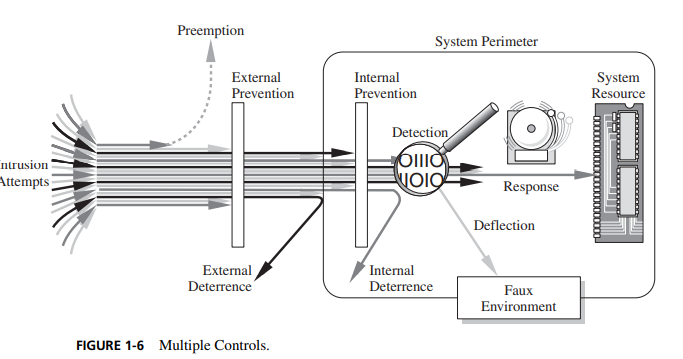 Preemption
System Perimeter
External
Prevention
Internal
Prevention
System
Resource
Detection
OIIIO
IOIO
ntrusion
Attempts
Response
Deflection
External
Deterrence
Internal
Deterrence
Faux
Environment
FIGURE 1-6 Multiple Controls.